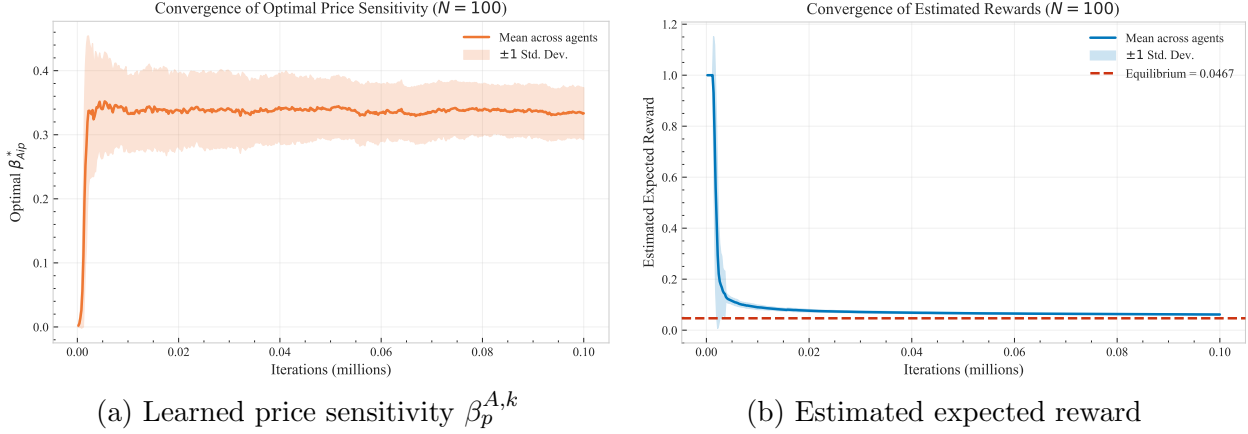 Convergence of Optimal Price Sensitivity (N = 100)
Mean across agents
±1 Std. Dev.
0.4
0.3
0.2
0.1
0.0
Optimal β*Aip
0.00 0.02 0.04 0.06 0.08 0.10
Iterations (millions)
(a) Learned price sensitivity β_p^{A,k}
Convergence of Estimated Rewards (N = 100)
Mean across agents
±1 Std. Dev.
Equilibrium = 0.0467
1.2
1.0
0.8
0.6
0.4
0.2
0.0
Estimated Expected Reward
0.00 0.02 0.04 0.06 0.08 0.10
Iterations (millions)
(b) Estimated expected reward